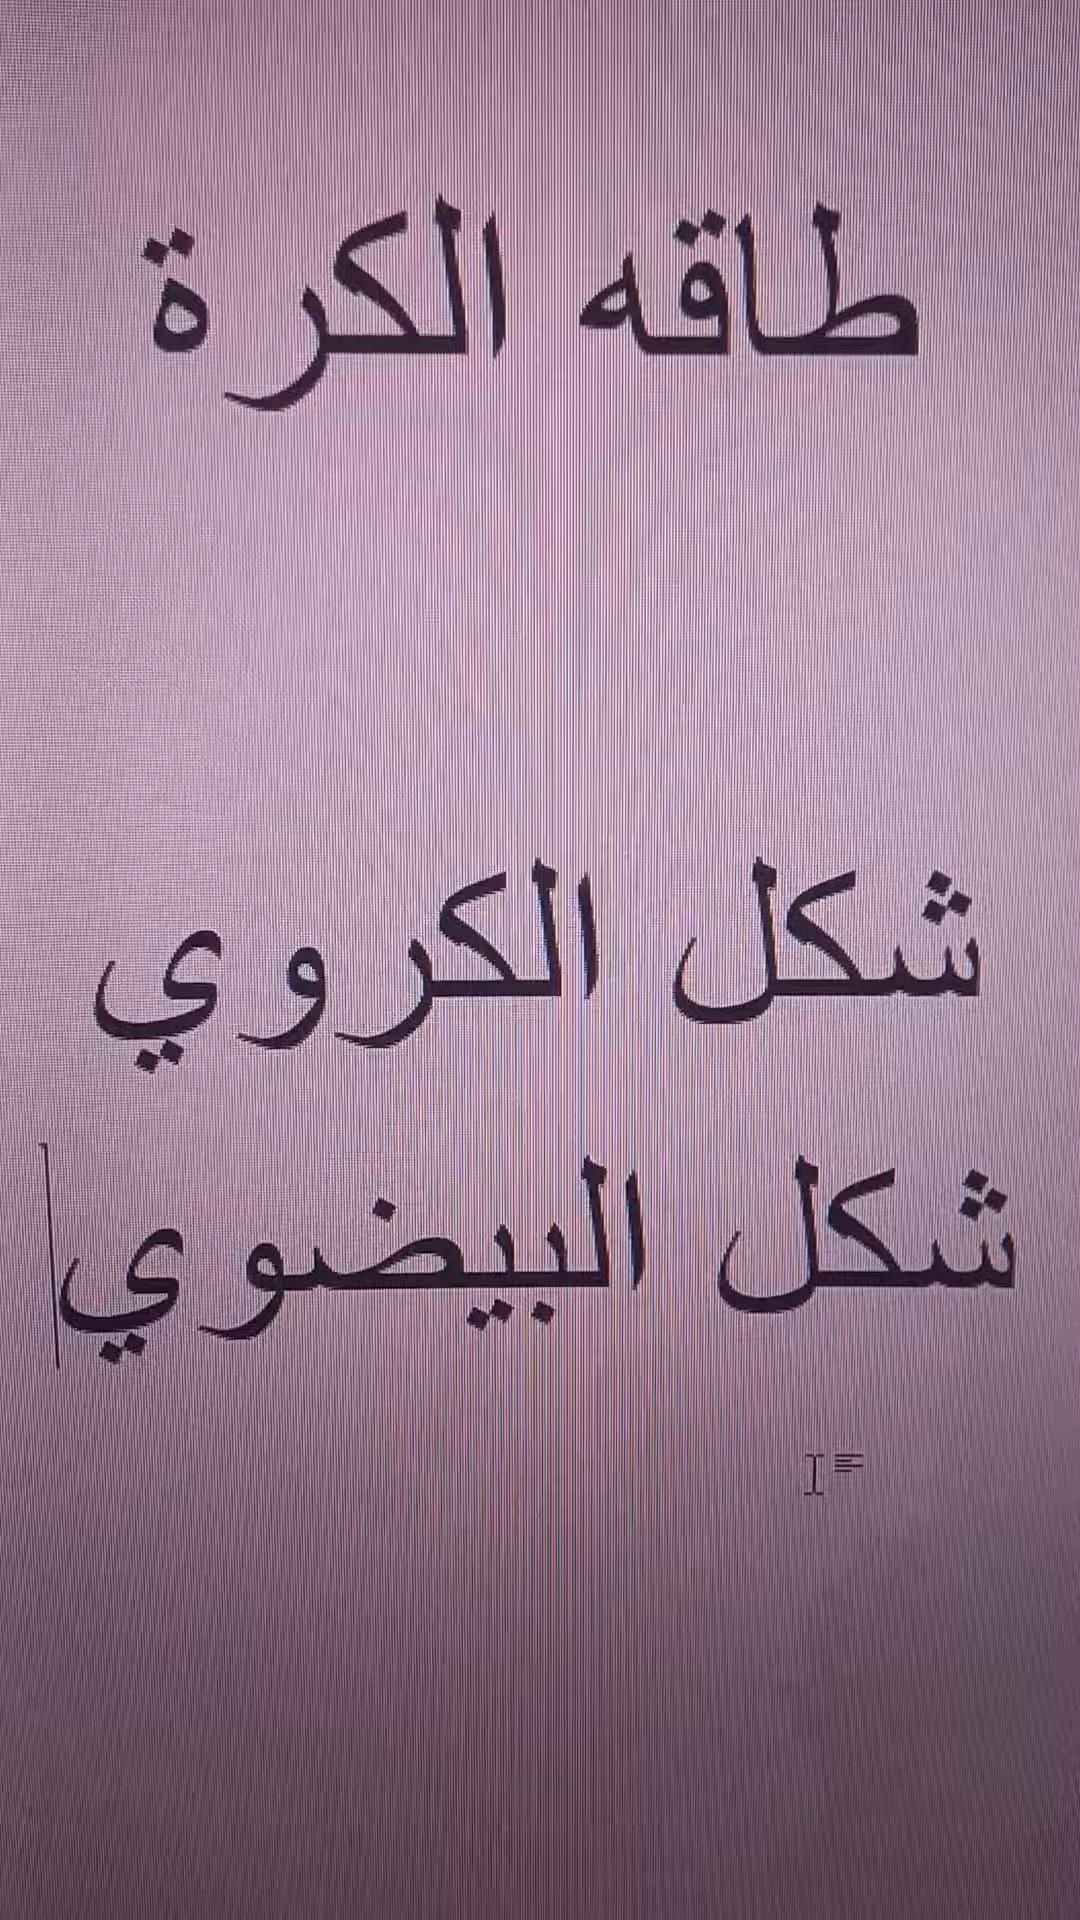 طاقه الكرة
شكل الكروي
شكل البيضوي